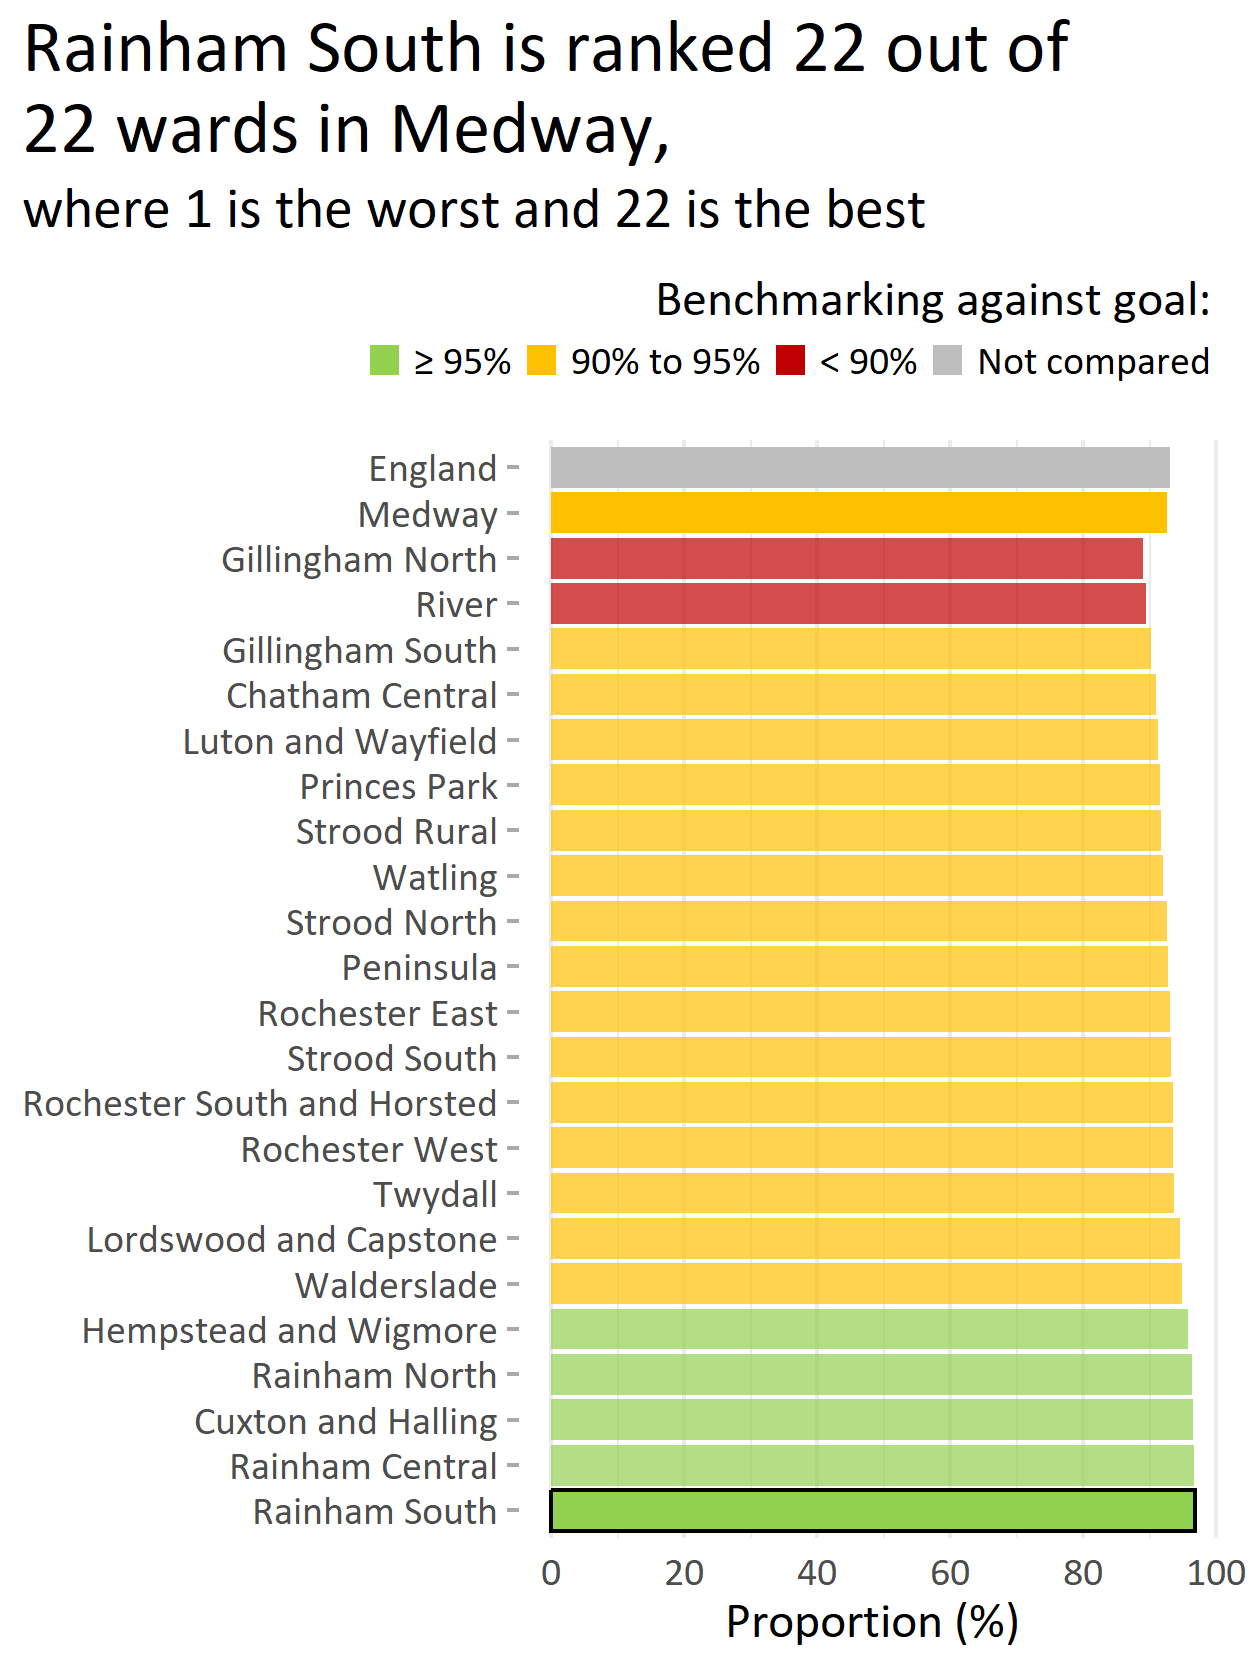 Rainham South is ranked 22 out of
22 wards in Medway,
where 1 is the worst and 22 is the best
Benchmarking against goal:
≥ 95% 90% to 95% < 90% Not compared
England
Medway
Gillingham North
River
Gillingham South
Chatham Central
Luton and Wayfield
Princes Park
Strood Rural
Watling
Strood North
Peninsula
Rochester East
Strood South
Rochester South and Horsted
Rochester West
Twydall
Lordswood and Capstone
Walderslade
Hempstead and Wigmore
Rainham North
Cuxton and Halling
Rainham Central
Rainham South
0 20 40 60 80 100
Proportion (%)